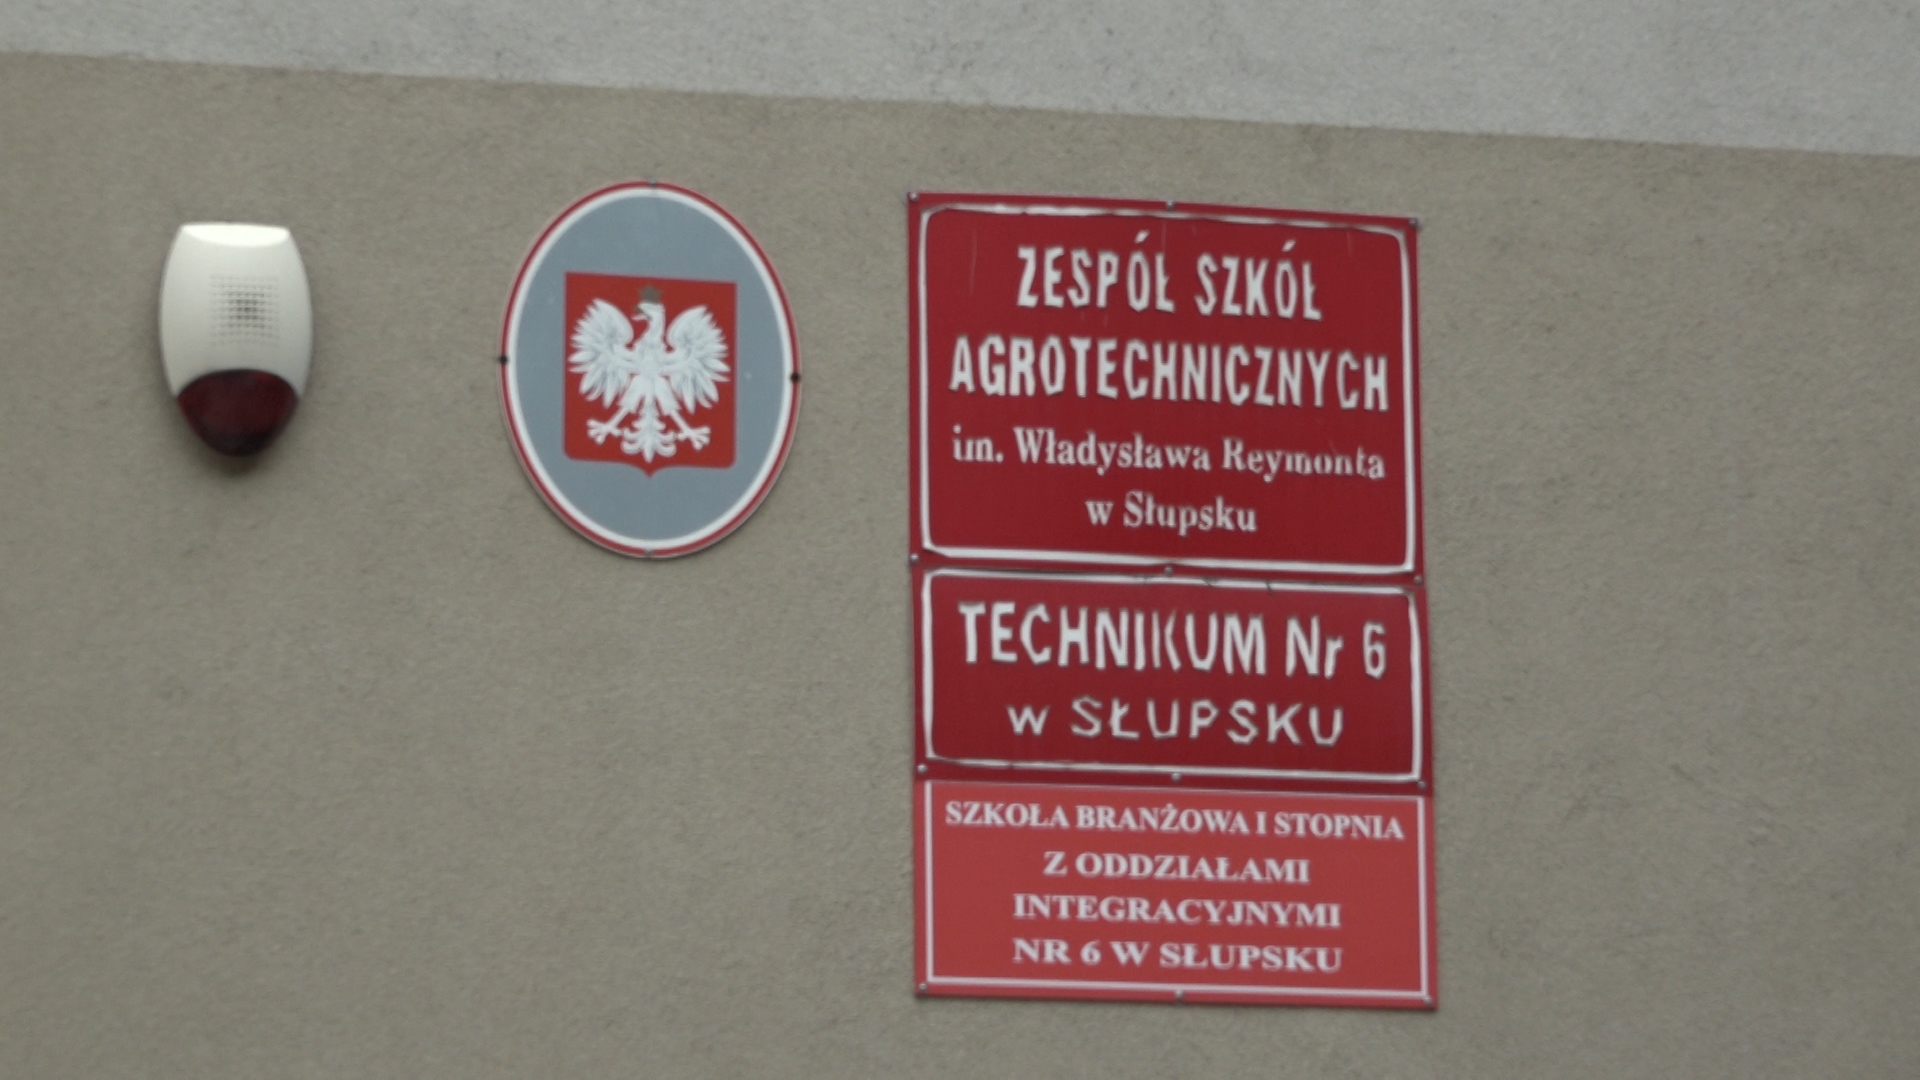 ZESPÓŁ SZKÓŁ
AGROTECHNICZNYCH
im. Władysława Reymonta
w Słupsku
TECHNIKUM Nr 6
w SŁUPSKU
SZKOŁA BRANŻOWA I STOPNIA
Z ODDZIAŁAMI
INTEGRACYJNYMI
NR 6 W SŁUPSKU